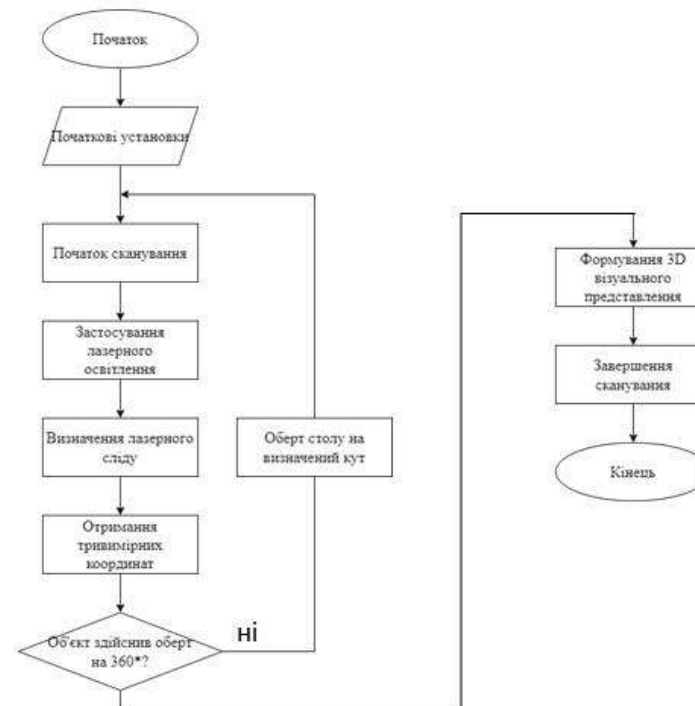 Початок
Початкові установки
Початок сканування
Застосування
лазерного
освітлення
Визначення лазерного
сліду
Отримання
тривимірних
координат
Об'єкт здійснив оберт
на 360*?
ні
Оберт столу на
визначений кут
Формування 3D
візуального
представлення
Завершення
сканування
Кінець